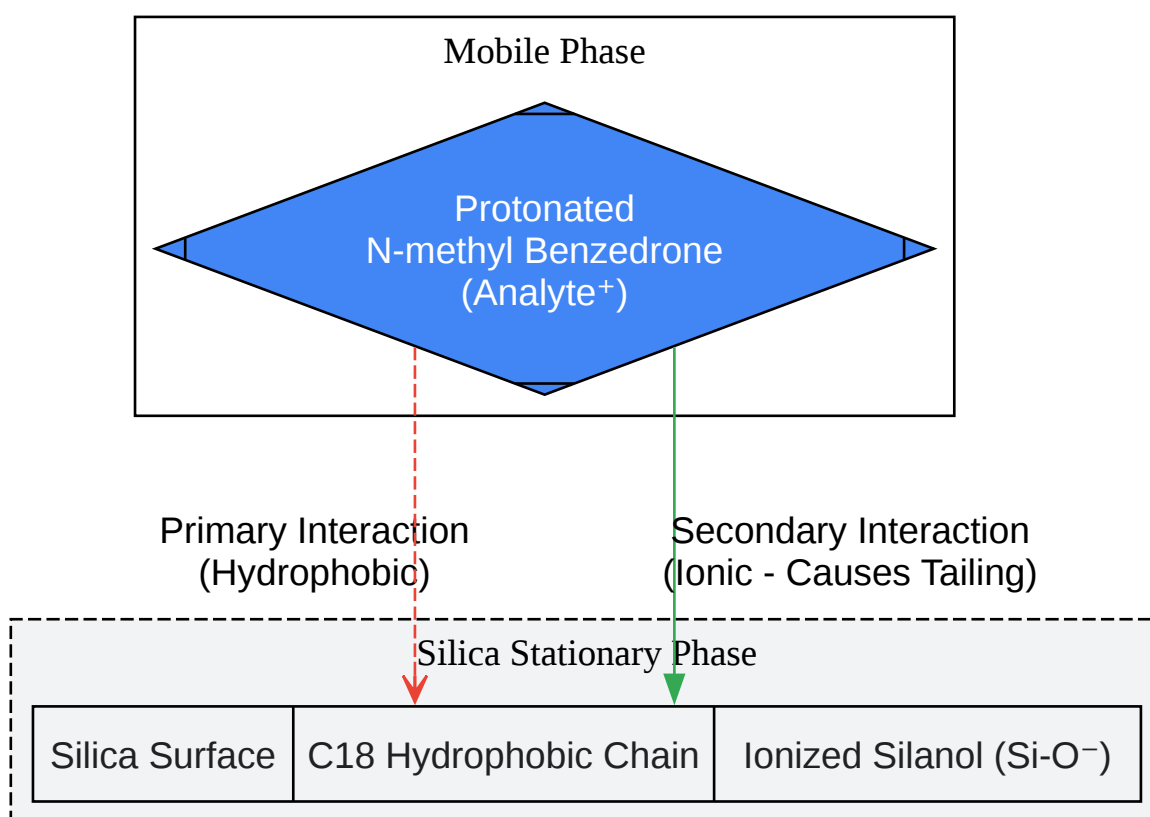 Mobile Phase
Protonated
N-methyl Benzedrone
(Analyte⁺)
Primary Interaction
(Hydrophobic)
Secondary Interaction
(Ionic - Causes Tailing)
Silica Stationary Phase
Silica Surface
C18 Hydrophobic Chain
Ionized Silanol (Si-O⁻)